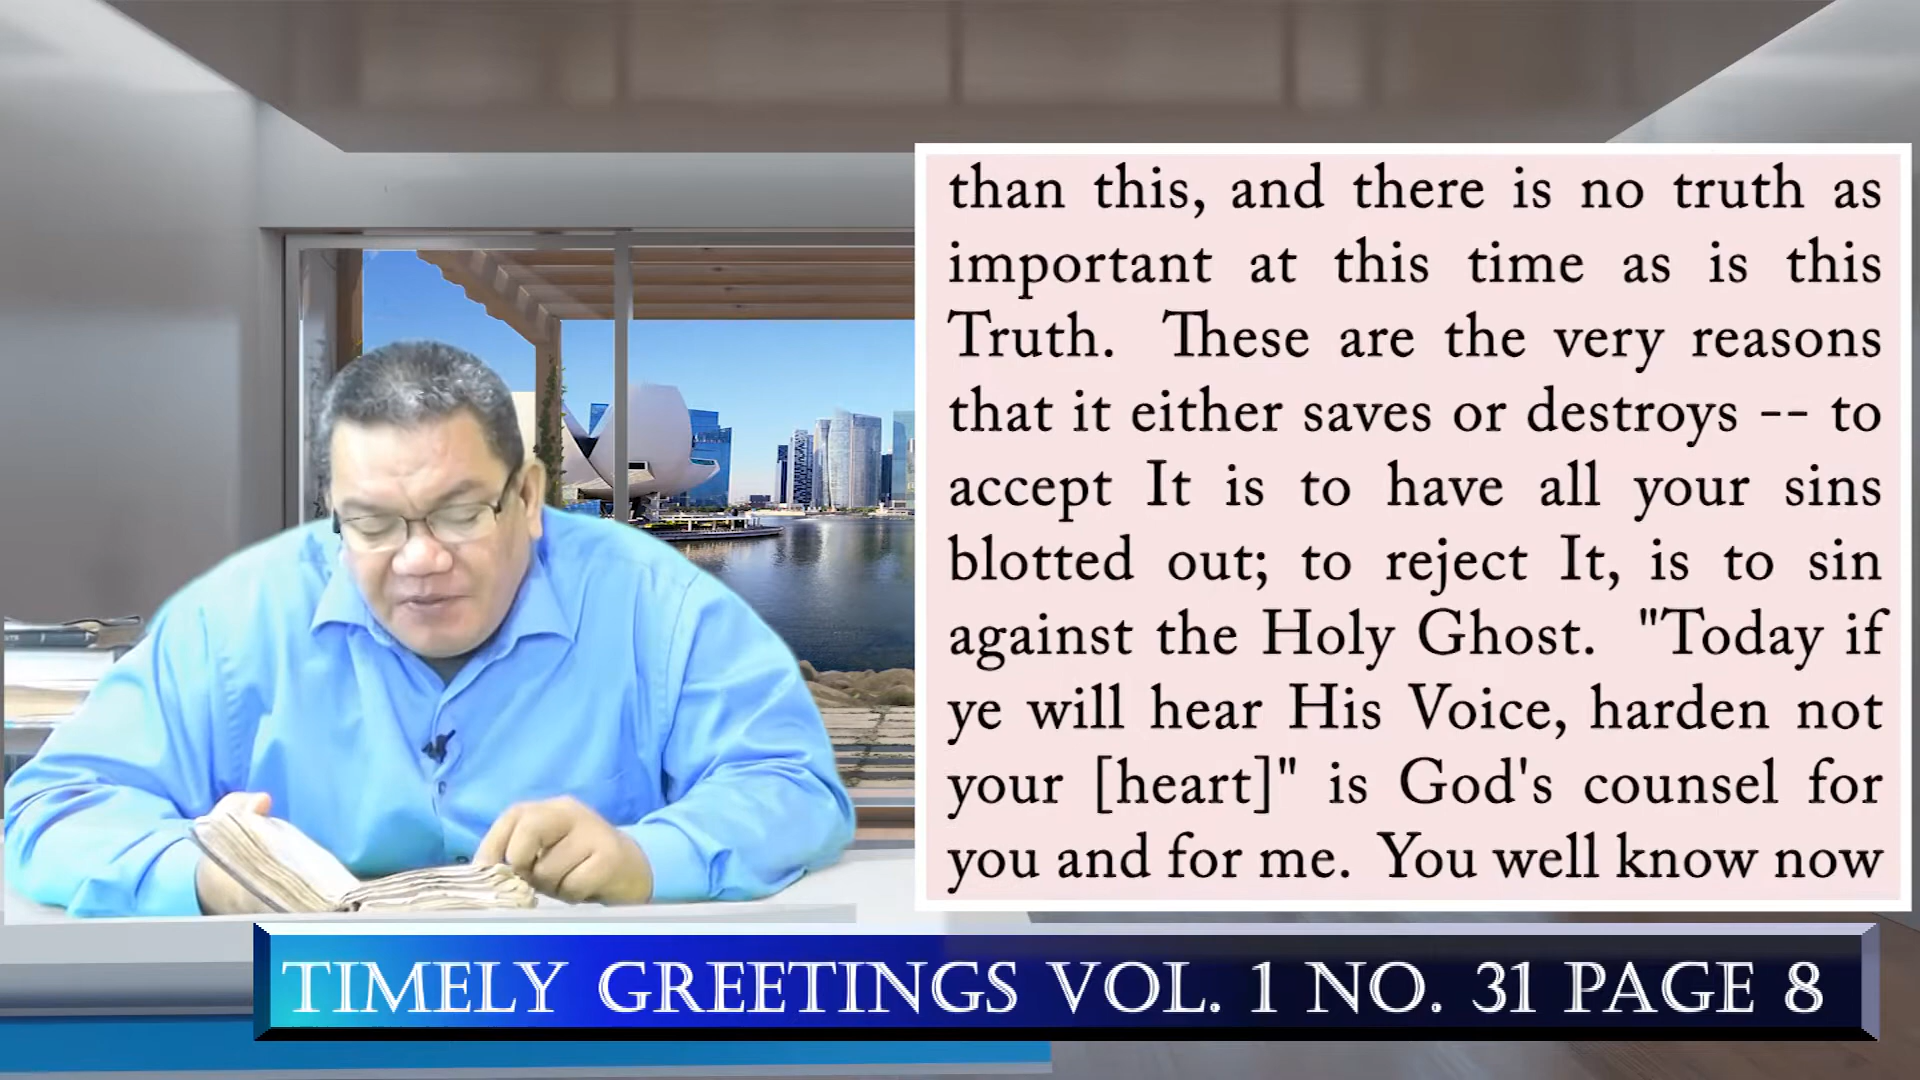 than this, and there is no truth as
important at this time as is this
Truth. These are the very reasons
that it either saves or destroys -- to
accept It is to have all your sins
blotted out; to reject It, is to sin
against the Holy Ghost. "Today if
ye will hear His Voice, harden not
your [heart]" is God's counsel for
you and for me. You well know now
TIMELY GREETINGS VOL. 1 NO. 31 PAGE 8